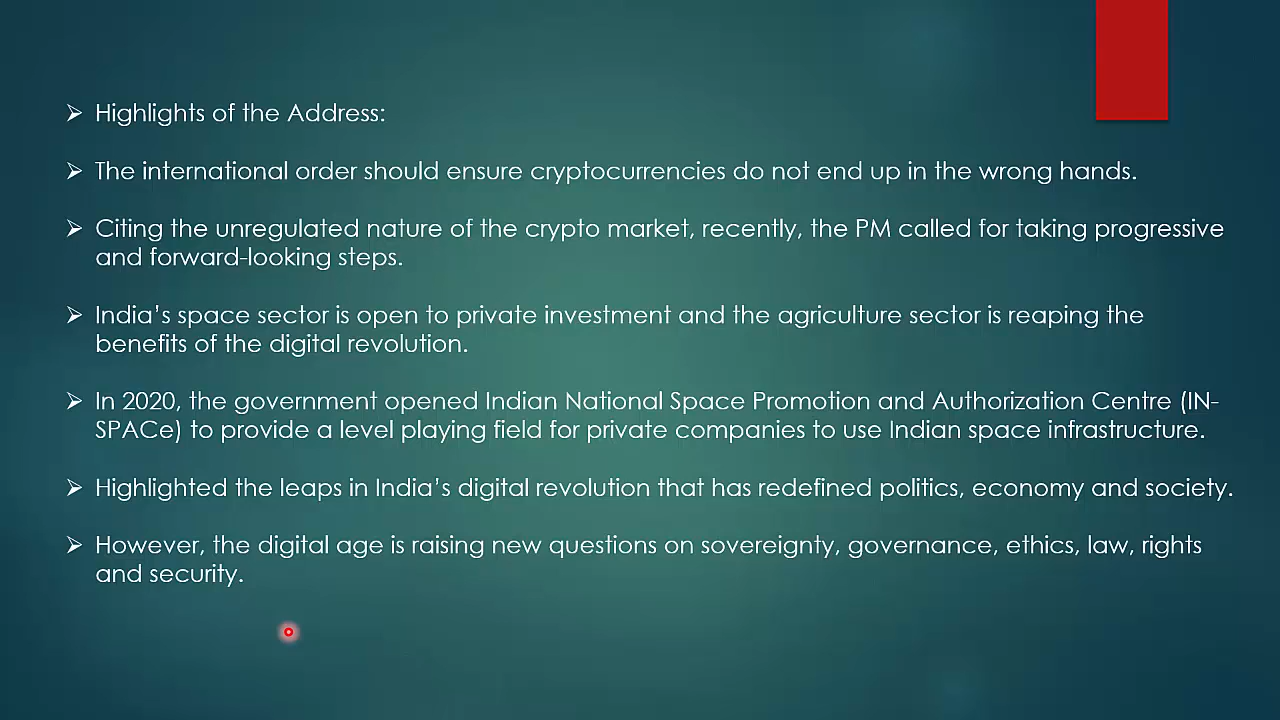 ➢ Highlights of the Address:
➢ The international order should ensure cryptocurrencies do not end up in the wrong hands.
➢ Citing the unregulated nature of the crypto market, recently, the PM called for taking progressive
and forward-looking steps.
➢ India’s space sector is open to private investment and the agriculture sector is reaping the
benefits of the digital revolution.
➢ In 2020, the government opened Indian National Space Promotion and Authorization Centre (IN-
SPACe) to provide a level playing field for private companies to use Indian space infrastructure.
➢ Highlighted the leaps in India’s digital revolution that has redefined politics, economy and society.
➢ However, the digital age is raising new questions on sovereignty, governance, ethics, law, rights
and security.